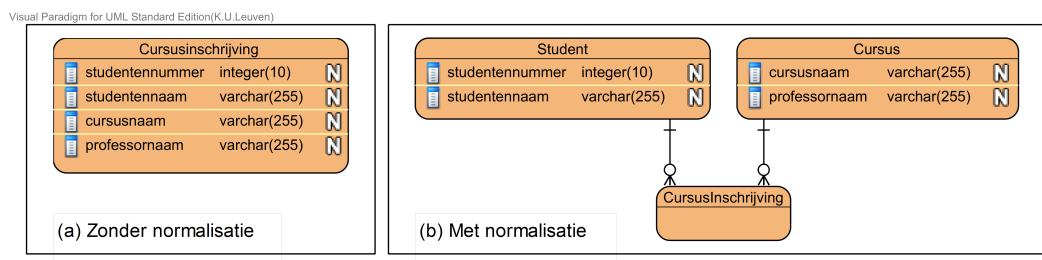 Visual Paradigm for UML Standard Edition(K.U.Leuven)
Cursusinschrijving
studentennummer integer(10) N
studentennaam varchar(255) N
cursusnaam varchar(255) N
professornaam varchar(255) N
(a) Zonder normalisatie
Student
studentennummer integer(10) N
studentennaam varchar(255) N
Cursus
cursusnaam varchar(255) N
professornaam varchar(255) N
CursusInschrijving
(b) Met normalisatie